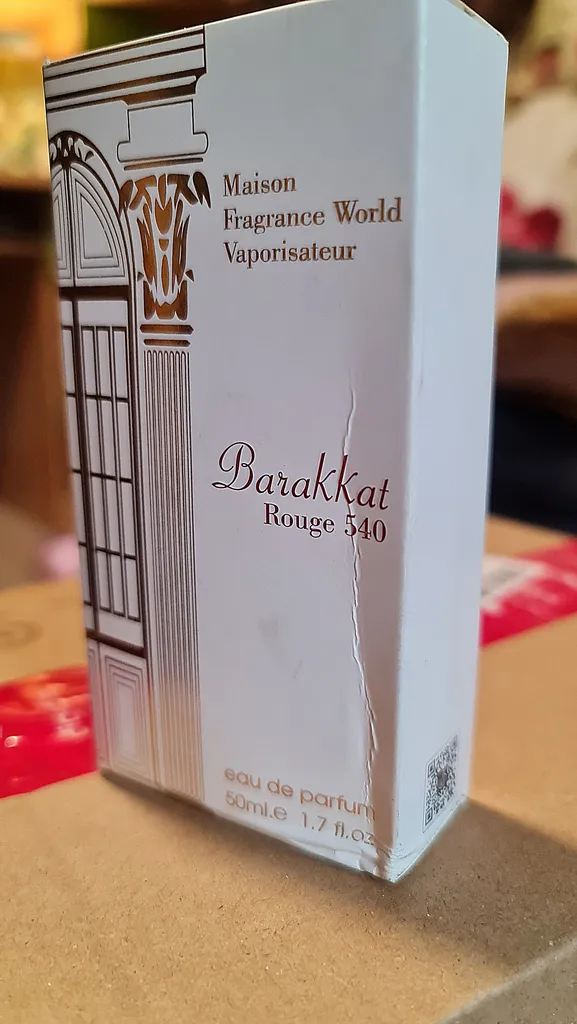 Maison
Fragrance World
Vaporisateur
Barakkat
Rouge 540
eau de parfum
50ml.e 1.7 fl.oz